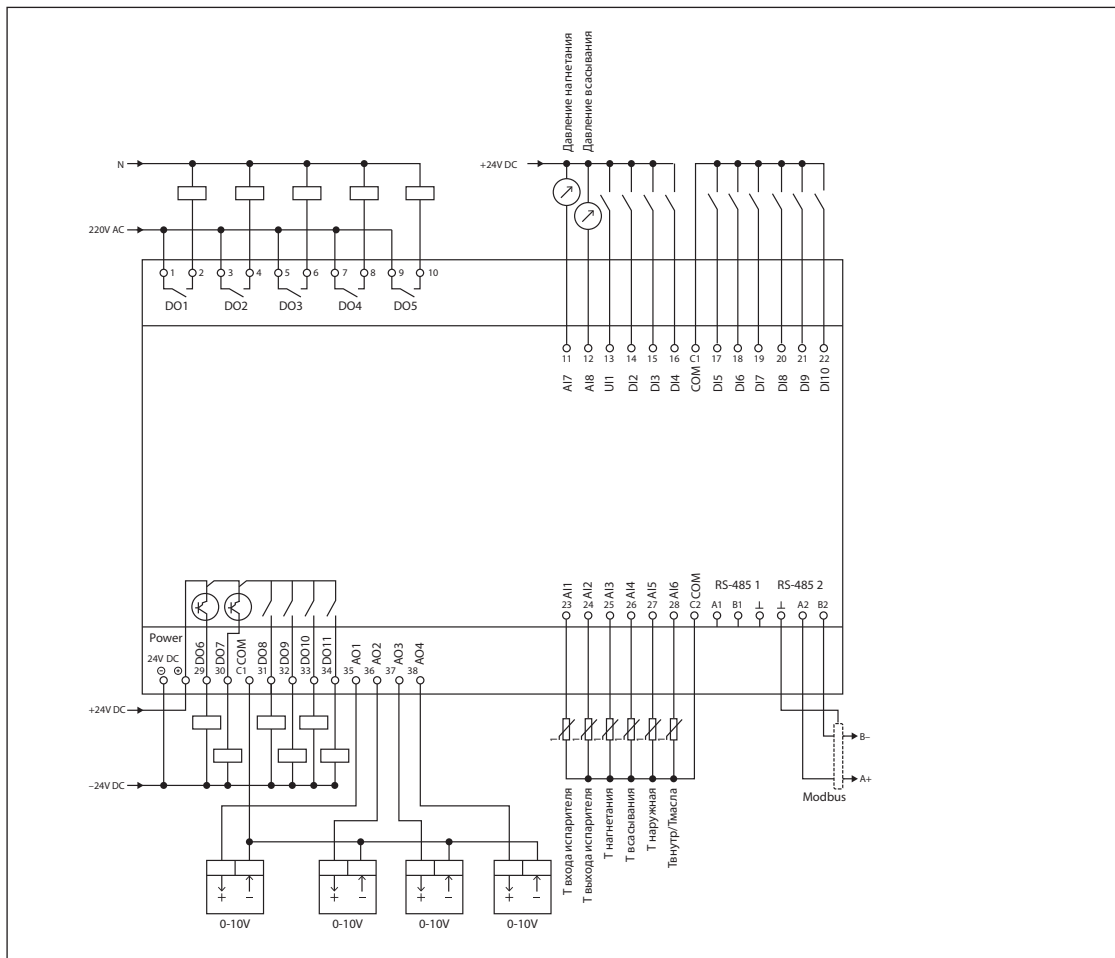 Давление нагнетания
Давление всасывания
N
+24V DC
220V AC
1 2 3 4 5 6 7 8 9 10
DO1 DO2 DO3 DO4 DO5
11 12 13 14 15 16 C1 17 18 19 20 21 22
AI7 AI8 UI1 DI2 DI3 DI4 COM DI5 DI6 DI7 DI8 DI9 DI10
AI1 AI2 AI3 AI4 AI5 AI6 COM
RS-485 1 RS-485 2
23 24 25 26 27 28 C2 A1 B1 A2 B2
Power
24V DC
DO6 DO7 COM DO8 DO9 DO10 DO11 AO1 AO2 AO3 AO4
29 30 C1 31 32 33 34 35 36 37 38
+24V DC
–24V DC
1 1 1 1 1 1
B–
A+
Modbus
Т входа испарителя
Т выхода испарителя
Т нагнетания
Т всасывания
Т наружная
Твнутр/Тмасла
+ – + – + – + –
0-10V 0-10V 0-10V 0-10V